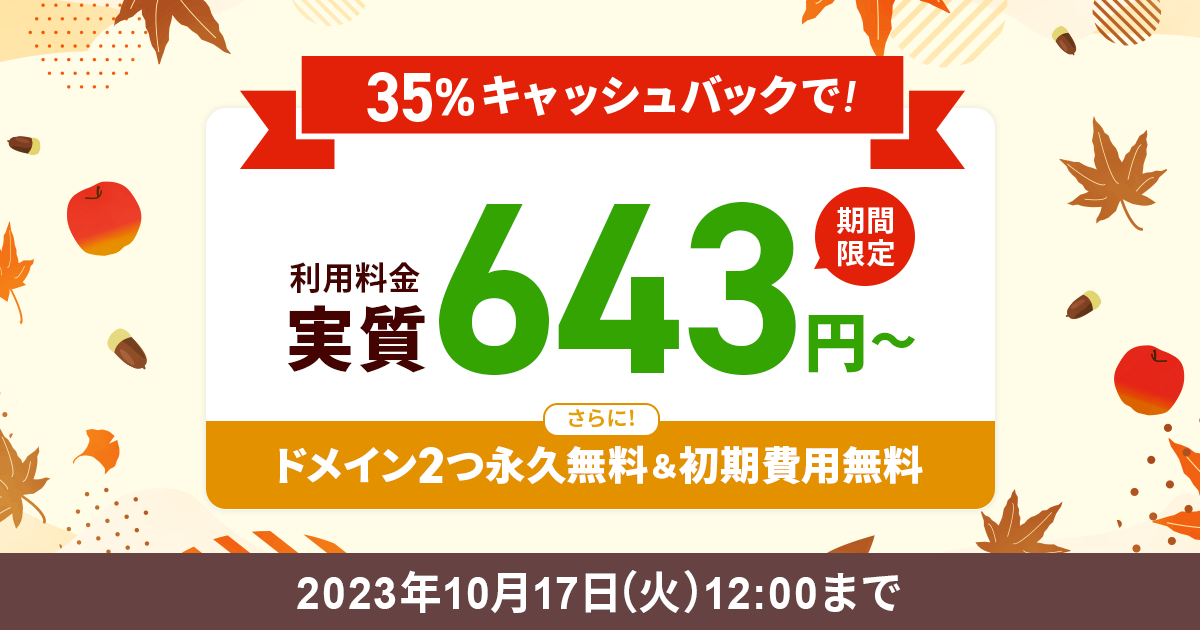 35%キャッシュバックで!
期間
限定
利用料金
実質643円〜
さらに!
ドメイン2つ永久無料&初期費用無料
2023年10月17日(火)12:00まで